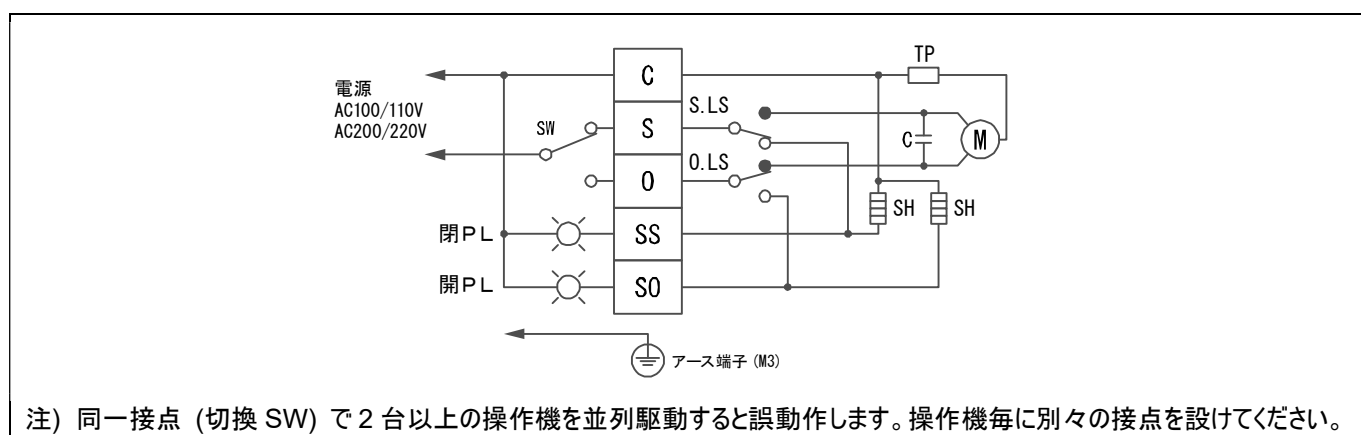 TP
C
電源
AC100/110V
AC200/220V
SW
S
S.LS
C
M
O
O.LS
SH
SH
閉PL
SS
開PL
SO
アース端子 (M3)
注) 同一接点 (切換 SW) で 2 台以上の操作機を並列駆動すると誤動作します。操作機毎に別々の接点を設けてください。